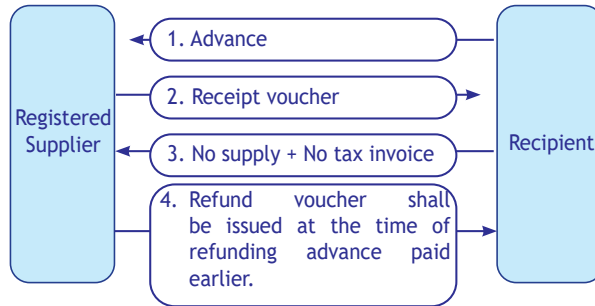 1. Advance
2. Receipt voucher
Registered
Supplier
3. No supply + No tax invoice
Recipient
4. Refund voucher shall
be issued at the time of
refunding advance paid
earlier.